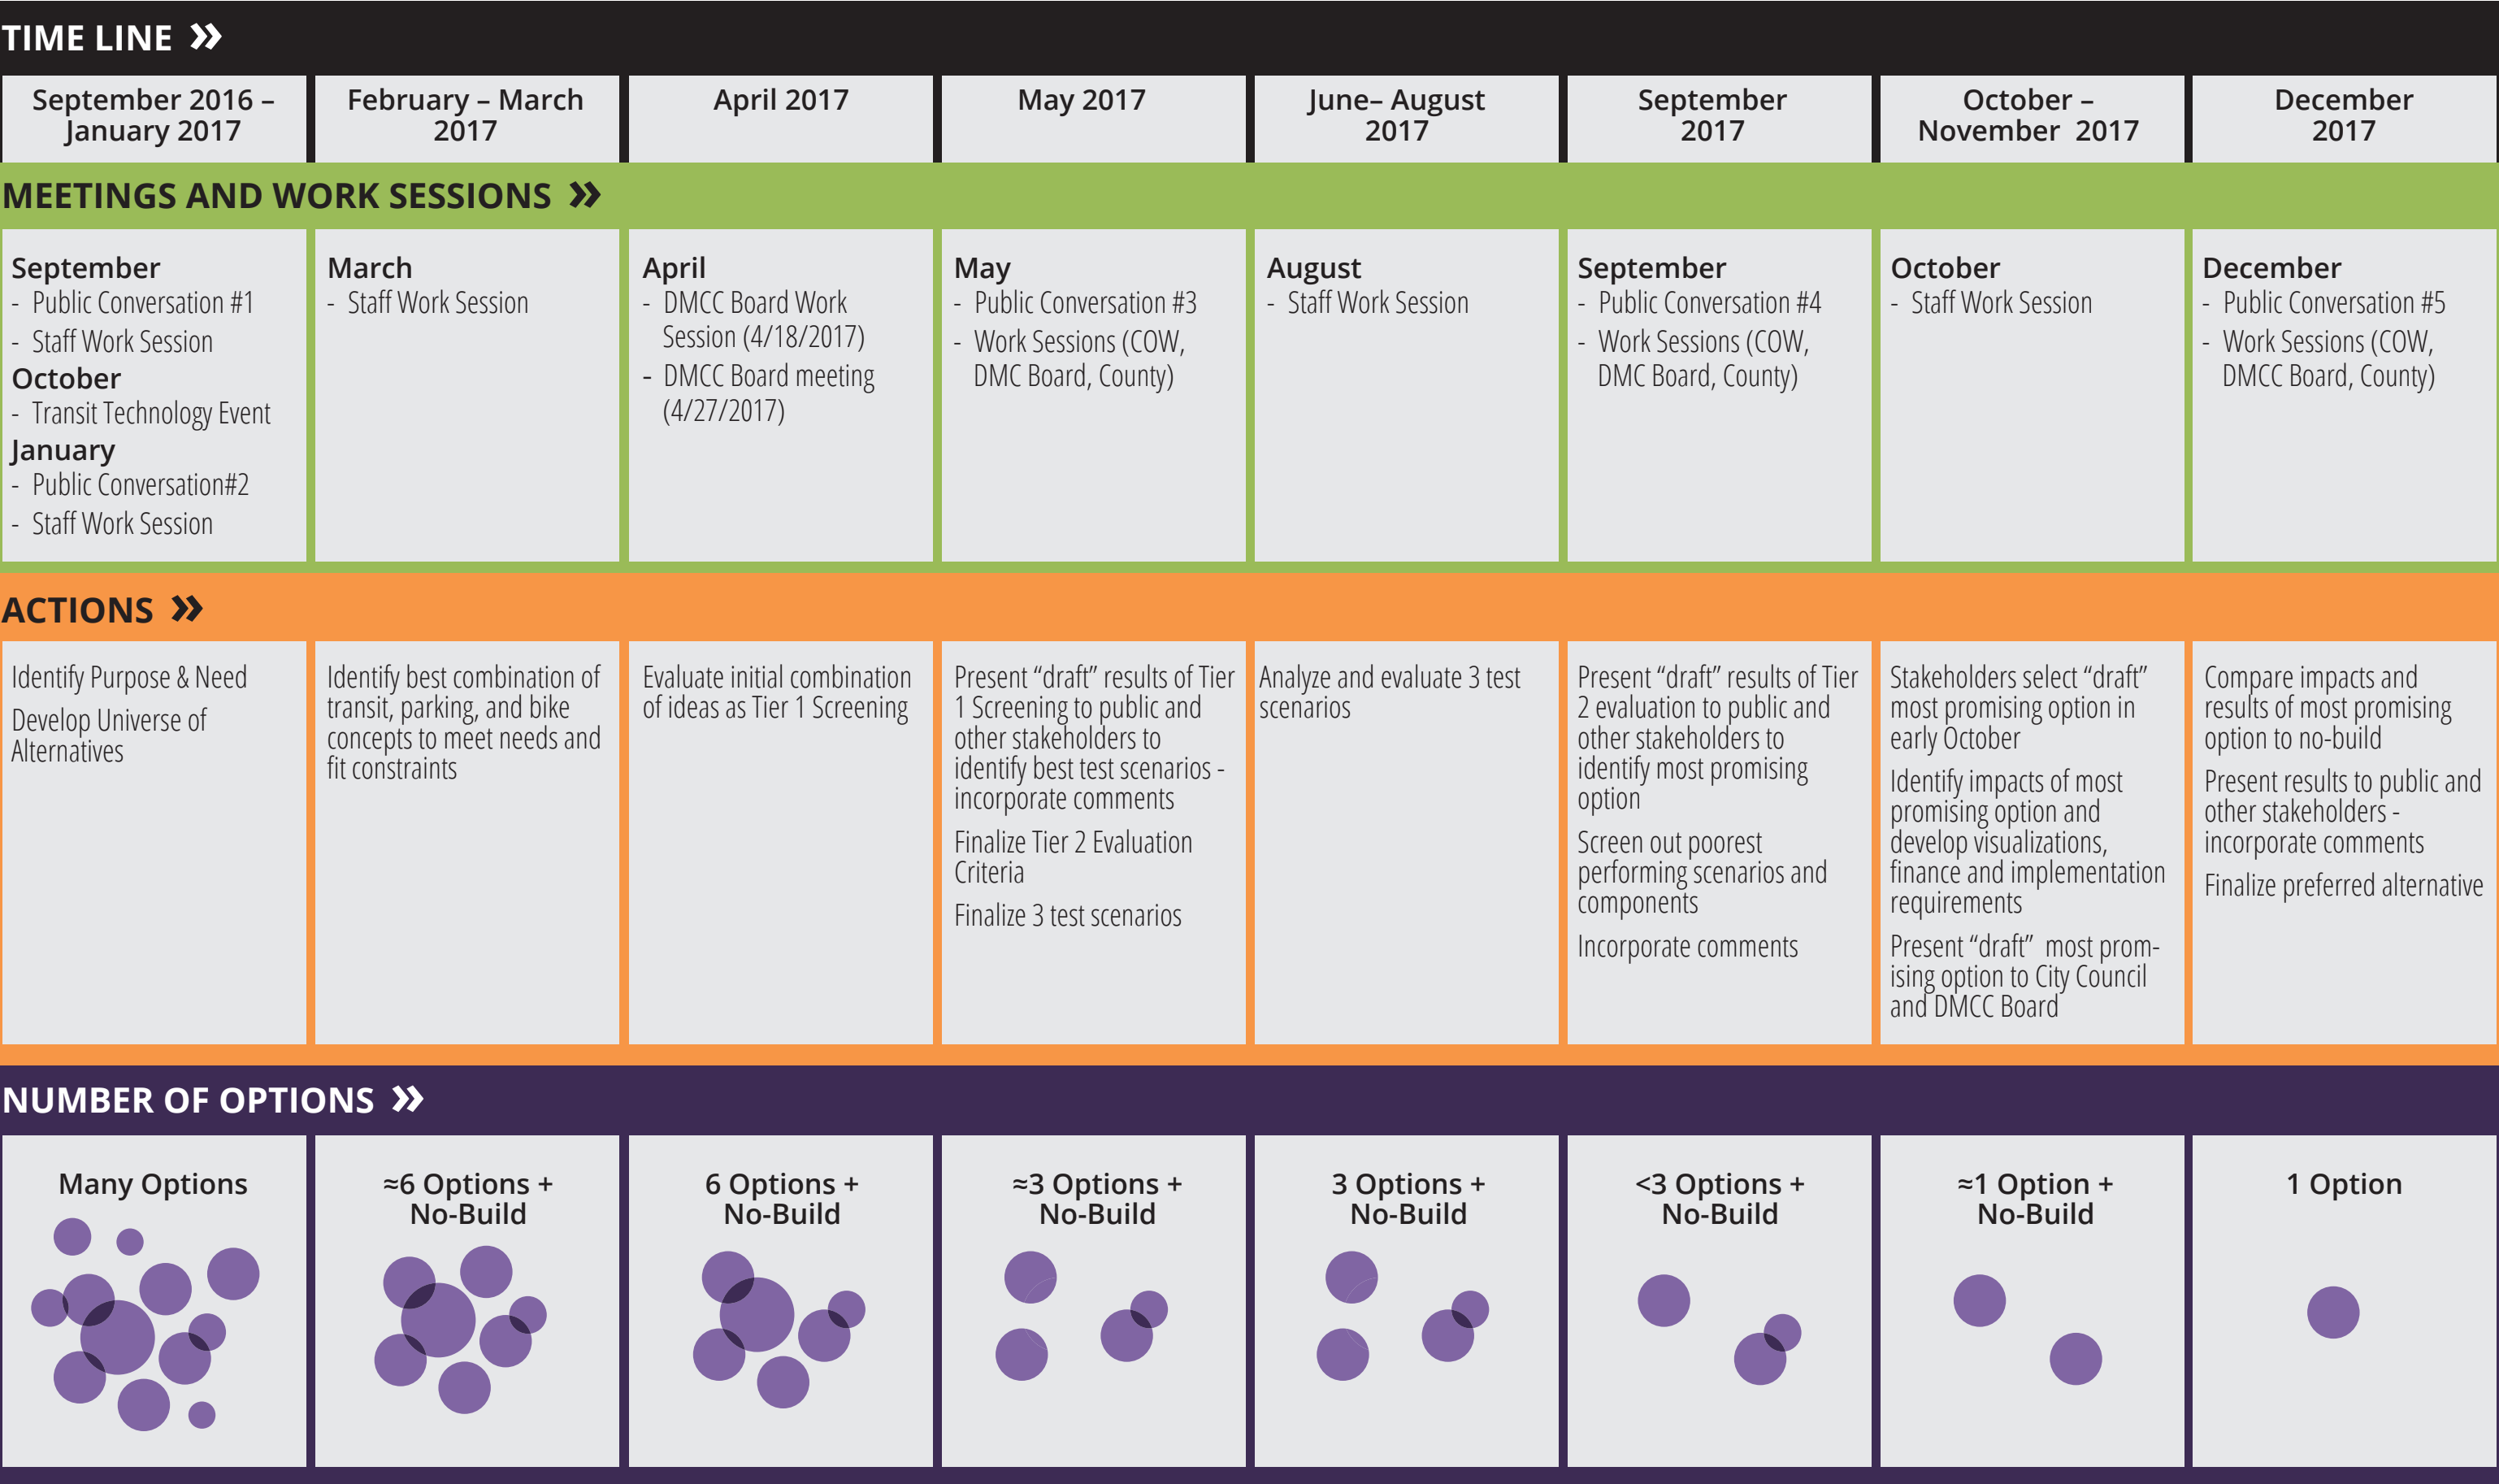 TIME LINE »
September 2016 –
January 2017
February – March
2017
April 2017
May 2017
June– August
2017
September
2017
October –
November 2017
December
2017
MEETINGS AND WORK SESSIONS »
September
- Public Conversation #1
- Staff Work Session
October
- Transit Technology Event
January
- Public Conversation#2
- Staff Work Session
March
- Staff Work Session
April
- DMCC Board Work
Session (4/18/2017)
- DMCC Board meeting
(4/27/2017)
May
- Public Conversation #3
- Work Sessions (COW,
DMC Board, County)
August
- Staff Work Session
September
- Public Conversation #4
- Work Sessions (COW,
DMC Board, County)
October
- Staff Work Session
December
- Public Conversation #5
- Work Sessions (COW,
DMCC Board, County)
ACTIONS »
Identify Purpose & Need
Develop Universe of
Alternatives
Identify best combination of
transit, parking, and bike
concepts to meet needs and
fit constraints
Evaluate initial combination
of ideas as Tier 1 Screening
Present “draft” results of Tier
1 Screening to public and
other stakeholders to
identify best test scenarios -
incorporate comments
Finalize Tier 2 Evaluation
Criteria
Finalize 3 test scenarios
Analyze and evaluate 3 test
scenarios
Present “draft” results of Tier
2 evaluation to public and
other stakeholders to
identify most promising
option
Screen out poorest
performing scenarios and
components
Incorporate comments
Stakeholders select “draft”
most promising option in
early October
Identify impacts of most
promising option and
develop visualizations,
finance and implementation
requirements
Present “draft” most prom-
ising option to City Council
and DMCC Board
Compare impacts and
results of most promising
option to no-build
Present results to public and
other stakeholders -
incorporate comments
Finalize preferred alternative
NUMBER OF OPTIONS »
Many Options
≈6 Options +
No-Build
6 Options +
No-Build
≈3 Options +
No-Build
3 Options +
No-Build
<3 Options +
No-Build
≈1 Option +
No-Build
1 Option